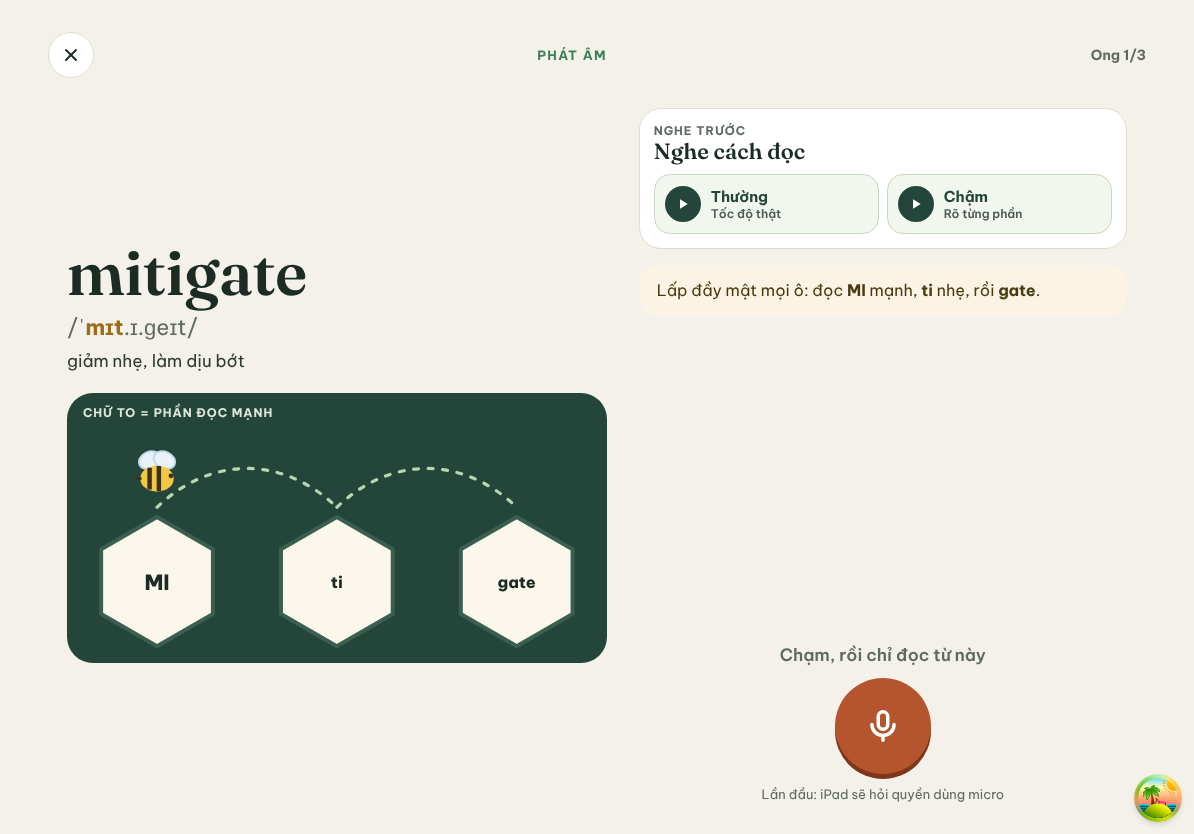 PHÁT ÂM
Ong 1/3
mitigate
/ˈmɪt.ɪ.ɡeɪt/
giảm nhẹ, làm dịu bớt
CHỮ TO = PHẦN ĐỌC MẠNH
MI
ti
gate
NGHE TRƯỚC
Nghe cách đọc
Thường
Tốc độ thật
Chậm
Rõ từng phần
Lấp đầy mật mọi ô: đọc MI mạnh, ti nhẹ, rồi gate.
Chạm, rồi chỉ đọc từ này
Lần đầu: iPad sẽ hỏi quyền dùng micro